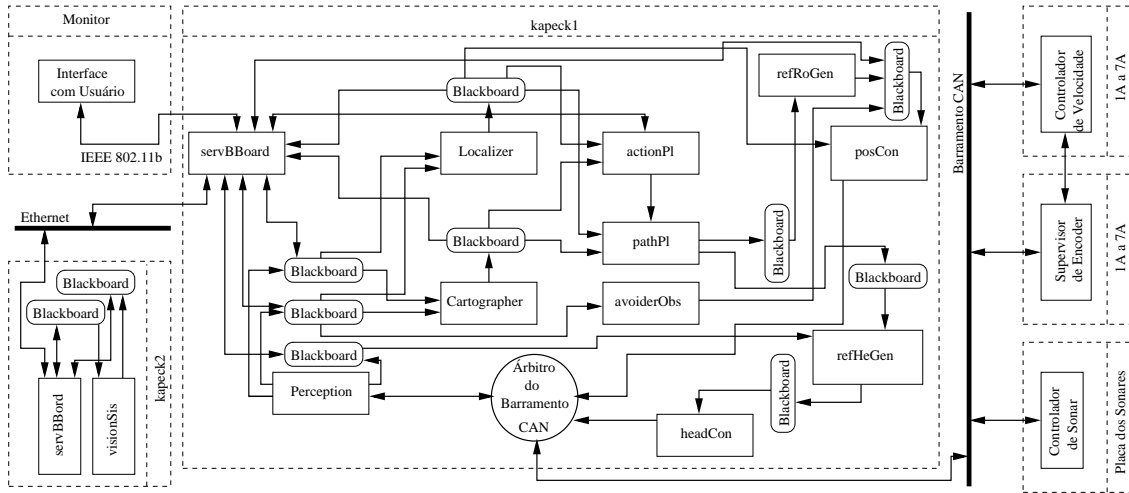 Monitor
kapeck1
Interface
com Usuário
IEEE 802.11b
servBBoard
Blackboard
Localizer
actionPl
refRoGen
Blackboard
posCon
Barramento CAN
Controlador
de Velocidade
1A a 7A
Ethernet
Blackboard
Blackboard
pathPl
Blackboard
Blackboard
Supervisor
de Encoder
1A a 7A
Blackboard
Blackboard
servBBord
visionSis
kapeck2
Blackboard
Cartographer
avoiderObs
Blackboard
Perception
Árbitro
do
Barramento
CAN
refHeGen
Blackboard
headCon
Controlador
de Sonar
Placa dos Sonares